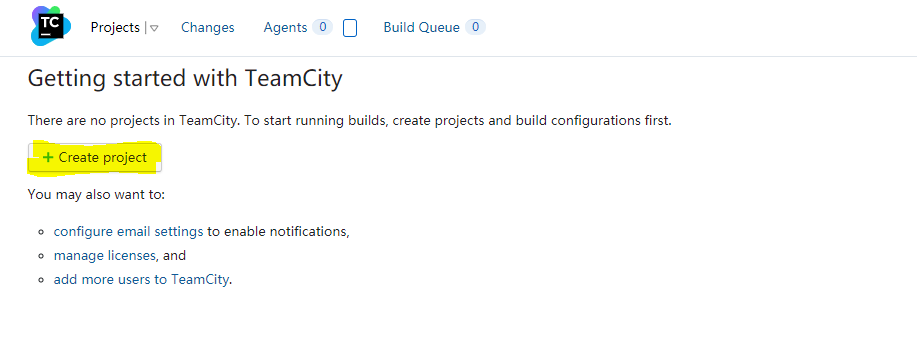 TC
Projects Changes Agents 0 Build Queue 0
Getting started with TeamCity
There are no projects in TeamCity. To start running builds, create projects and build configurations first.
+ Create project
You may also want to:
configure email settings to enable notifications,
manage licenses, and
add more users to TeamCity.